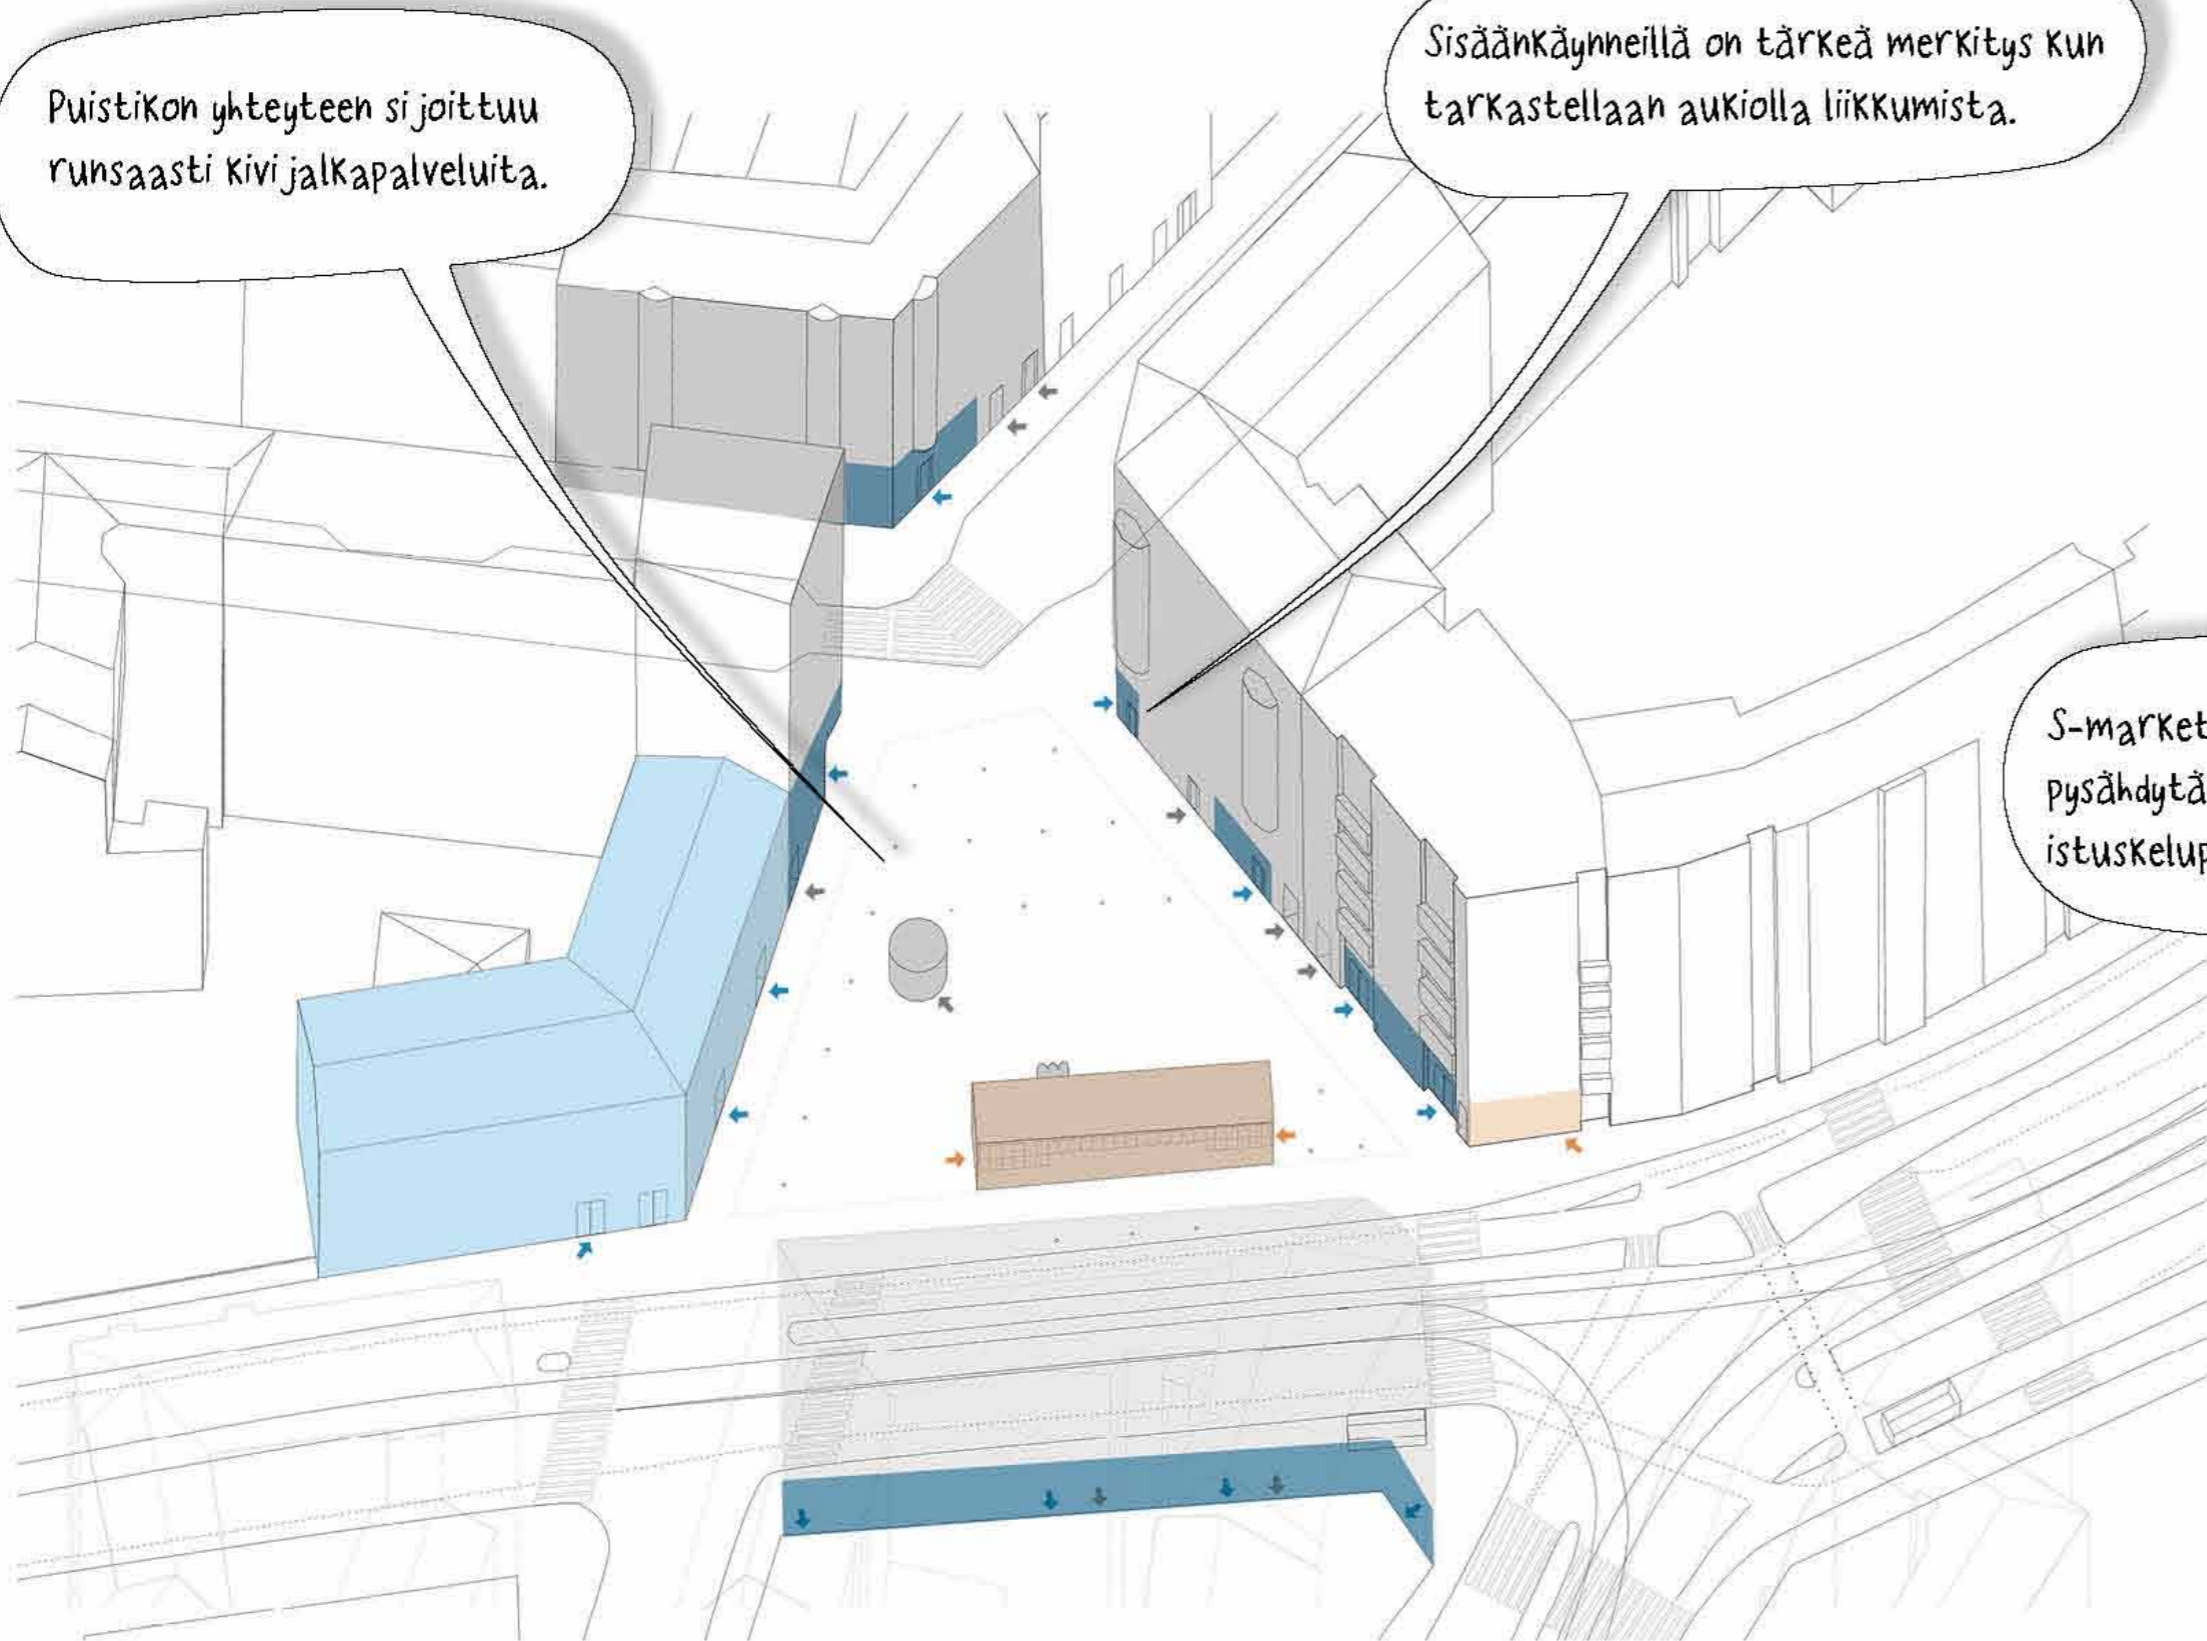 Puistikon yhteyteen sijoittuu
runsaasti kivijalkapalveluita.
Sisäänkäynneillä on tärkeä merkitys kun
tarkastellaan aukiolla liikkumista.
S-market
pysähdytä
istuskelup